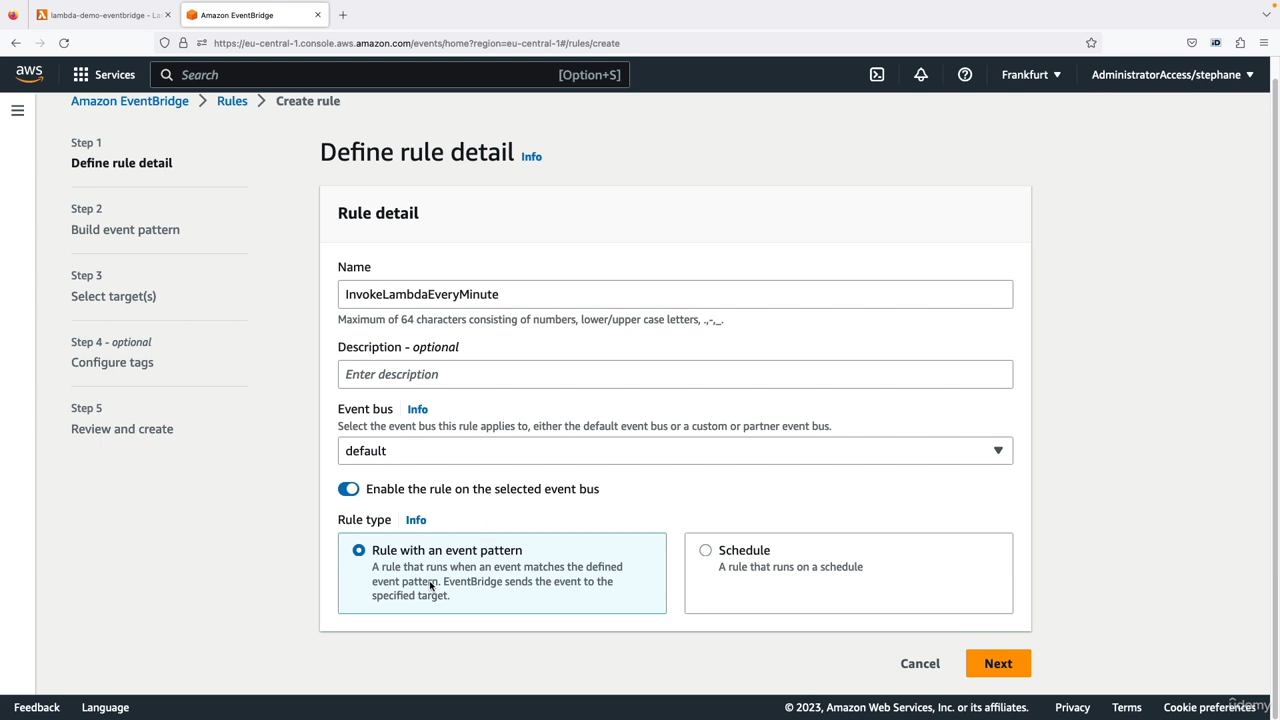 lambda-demo-eventbridge - La
Amazon EventBridge
https://eu-central-1.console.aws.amazon.com/events/home?region=eu-central-1#/rules/create
aws
Services
Search
[Option+S]
Frankfurt
AdministratorAccess/stephane
Amazon EventBridge
Rules
Create rule
Step 1
Define rule detail
Step 2
Build event pattern
Step 3
Select target(s)
Step 4 - optional
Configure tags
Step 5
Review and create
Define rule detail Info
Rule detail
Name
InvokeLambdaEveryMinute
Maximum of 64 characters consisting of numbers, lower/upper case letters, .,-,_.
Description - optional
Enter description
Event bus Info
Select the event bus this rule applies to, either the default event bus or a custom or partner event bus.
default
Enable the rule on the selected event bus
Rule type Info
Rule with an event pattern
A rule that runs when an event matches the defined
event pattern. EventBridge sends the event to the
specified target.
Schedule
A rule that runs on a schedule
Cancel
Next
Feedback
Language
© 2023, Amazon Web Services, Inc. or its affiliates.
Privacy
Terms
Cookie preferences
Udemy